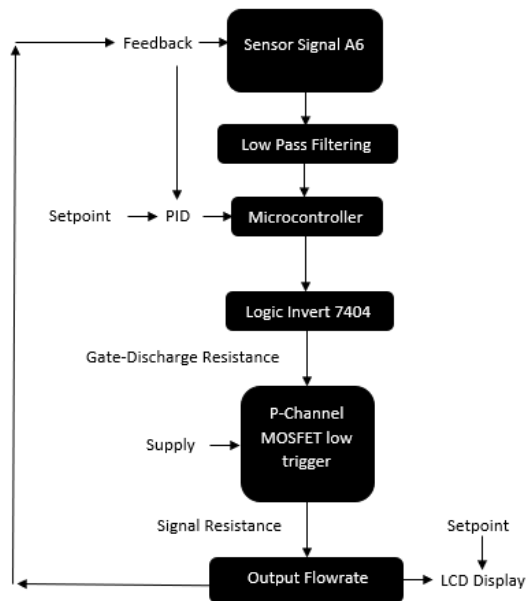 Feedback
Sensor Signal A6
Low Pass Filtering
Setpoint
PID
Microcontroller
Logic Invert 7404
Gate-Discharge Resistance
P-Channel
MOSFET low
trigger
Supply
Signal Resistance
Setpoint
Output Flowrate
LCD Display